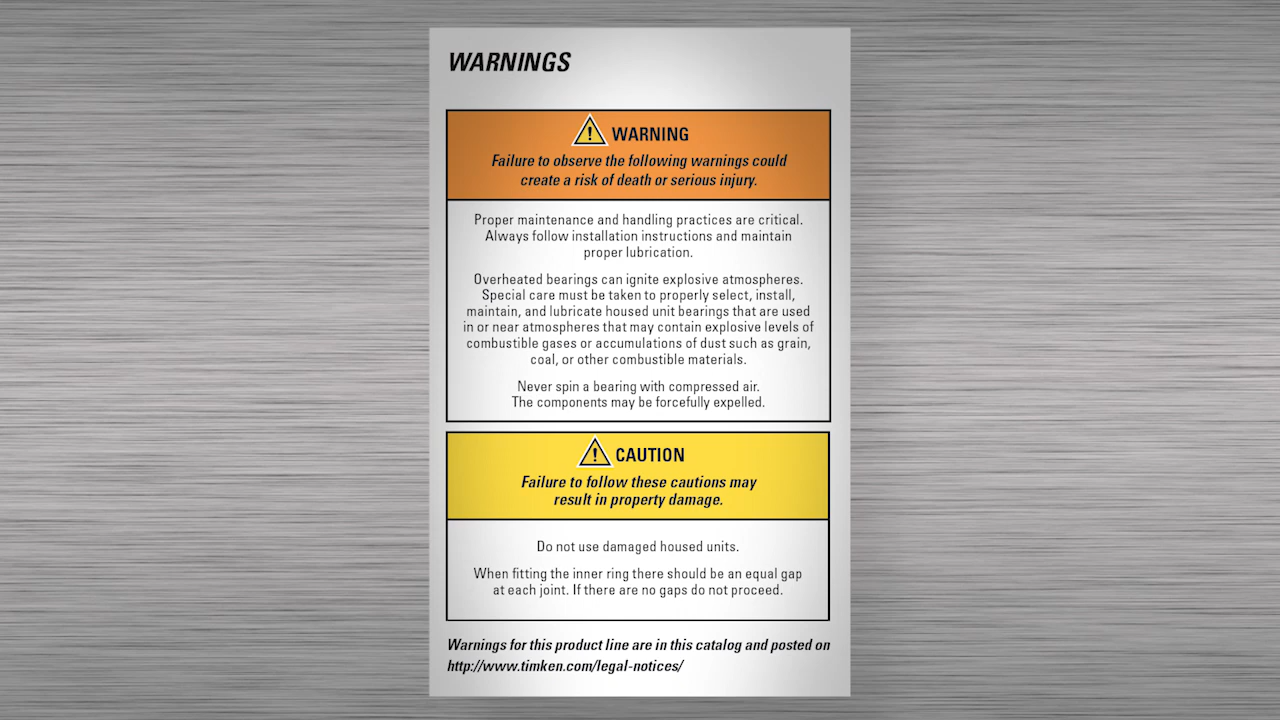 WARNINGS
WARNING
Failure to observe the following warnings could
create a risk of death or serious injury.
Proper maintenance and handling practices are critical.
Always follow installation instructions and maintain
proper lubrication.
Overheated bearings can ignite explosive atmospheres.
Special care must be taken to properly select, install,
maintain, and lubricate housed unit bearings that are used
in or near atmospheres that may contain explosive levels of
combustible gases or accumulations of dust such as grain,
coal, or other combustible materials.
Never spin a bearing with compressed air.
The components may be forcefully expelled.
CAUTION
Failure to follow these cautions may
result in property damage.
Do not use damaged housed units.
When fitting the inner ring there should be an equal gap
at each joint. If there are no gaps do not proceed.
Warnings for this product line are in this catalog and posted on
http://www.timken.com/legal-notices/